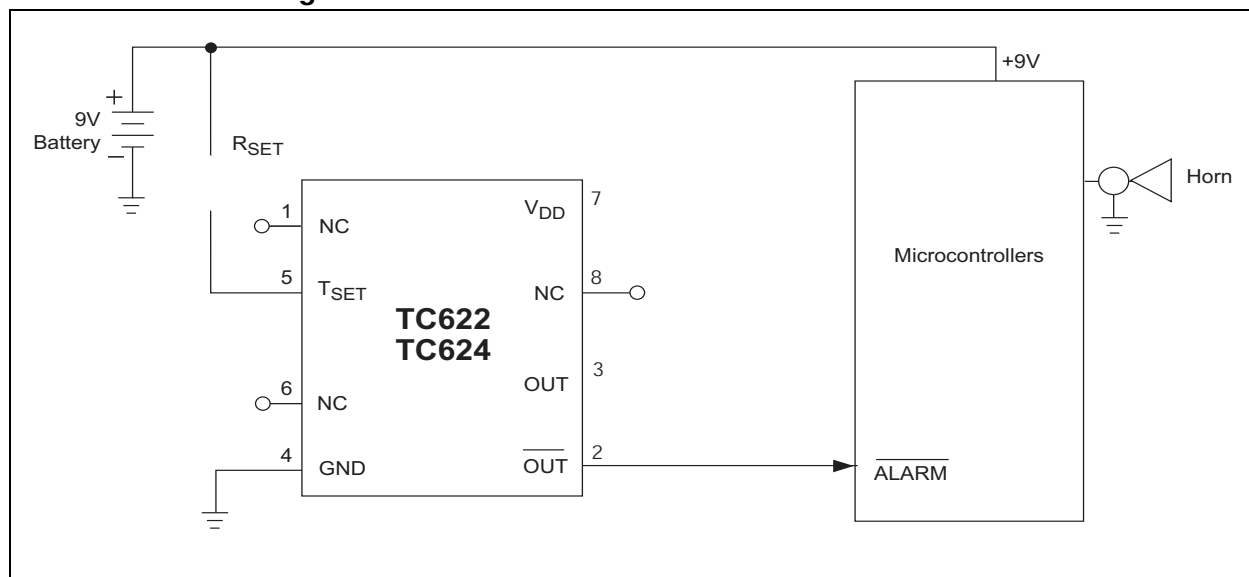 +9V
+
9V
Battery
−
RSET
1
NC
VDD
7
5
TSET
NC
8
TC622
TC624
OUT
3
6
NC
4
GND
OUT
2
Microcontrollers
ALARM
Horn